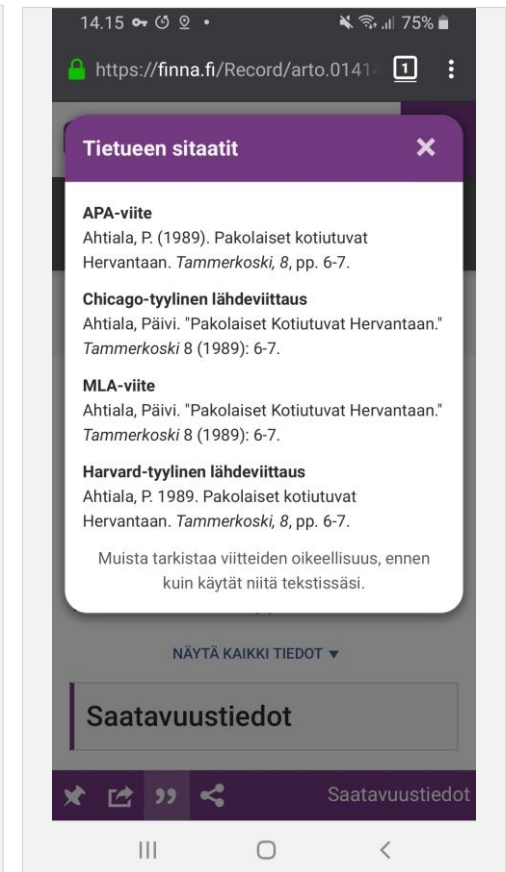 14.15
75%
https://finna.fi/Record/arto.0141
1
Tietueen sitaatit
APA-viite
Ahtiala, P. (1989). Pakolaiset kotiutuvat
Hervantaan. Tammerkoski, 8, pp. 6-7.
Chicago-tyylinen lähdeviittaus
Ahtiala, Päivi. "Pakolaiset Kotiutuvat Hervantaan."
Tammerkoski 8 (1989): 6-7.
MLA-viite
Ahtiala, Päivi. "Pakolaiset Kotiutuvat Hervantaan."
Tammerkoski 8 (1989): 6-7.
Harvard-tyylinen lähdeviittaus
Ahtiala, P. 1989. Pakolaiset kotiutuvat
Hervantaan. Tammerkoski, 8, pp. 6-7.
Muista tarkistaa viitteiden oikeellisuus, ennen
kuin käytät niitä tekstissäsi.
NÄYTÄ KAIKKI TIEDOT
Saatavuustiedot
Saatavuustiedot